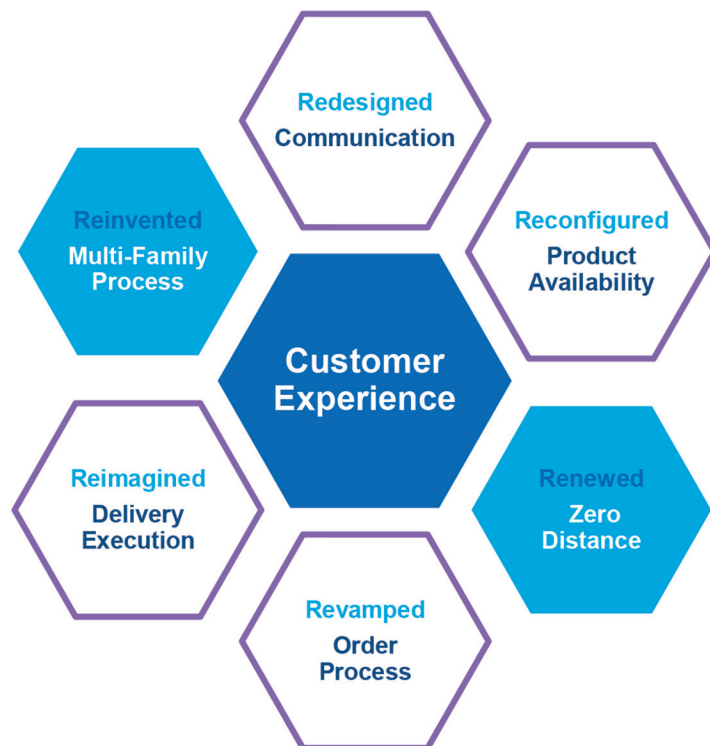 Redesigned
Communication
Reinvented
Multi-Family
Process
Reconfigured
Product
Availability
Customer
Experience
Reimagined
Delivery
Execution
Renewed
Zero
Distance
Revamped
Order
Process